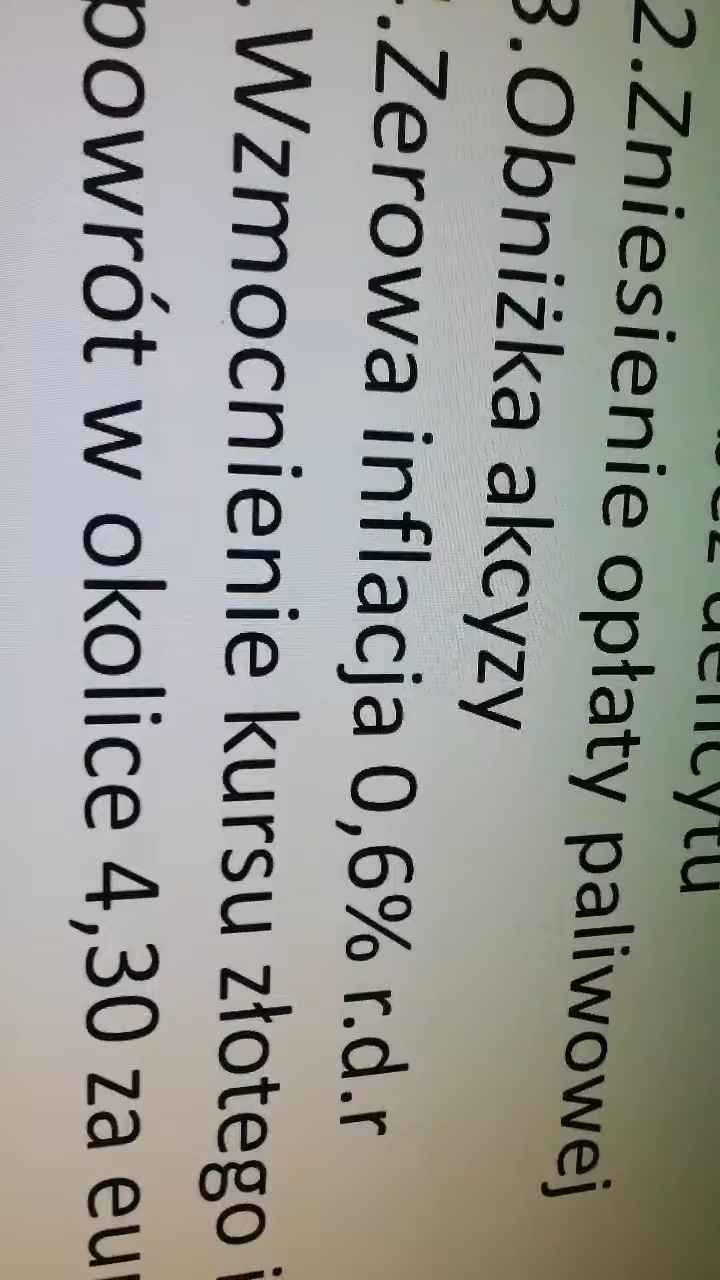 2.Zniesienie opłaty paliwowej
3.Obniżka akcyzy
.Zerowa inflacja 0,6% r.d.r
.Wzmocnienie kursu złotego i
powrót w okolice 4,30 za